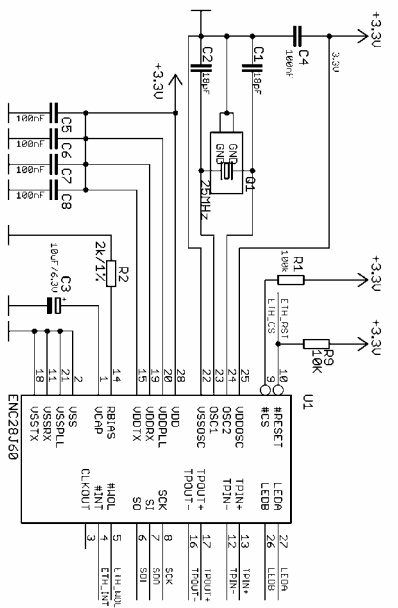 +3.3V
C4
100nF
3.3V
C2
18pF
C1
18pF
+3.3V
GND
GND
Q1
25MHz
C5
100nF
C6
100nF
C7
100nF
C8
100nF
R2
2k/1%
C3
10uF/6.3V
+
R1
100k
+3.3V
ETH_CS
ETH_RST
R9
10K
+3.3V
U1
ENC28J60
10
#RESET
9
#CS
25
VDDOSC
24
OSC2
23
OSC1
22
VSSOSC
28
VDD
20
VDDPLL
19
VDDRX
15
VDDTX
14
RBIAS
1
VCAP
2
VSS
21
VSSPLL
11
VSSRX
18
VSSTX
LEDA
27
LEDA
LEDB
26
LEDB
TPIN+
13
TPIN+
TPIN-
12
TPIN-
TPOUT+
17
TPOUT+
TPOUT-
16
TPOUT-
SCK
8
SCK
SI
7
SDO
SO
6
SDI
#WOL
5
ETH_WOL
#INT
4
ETH_INT
CLKOUT
3